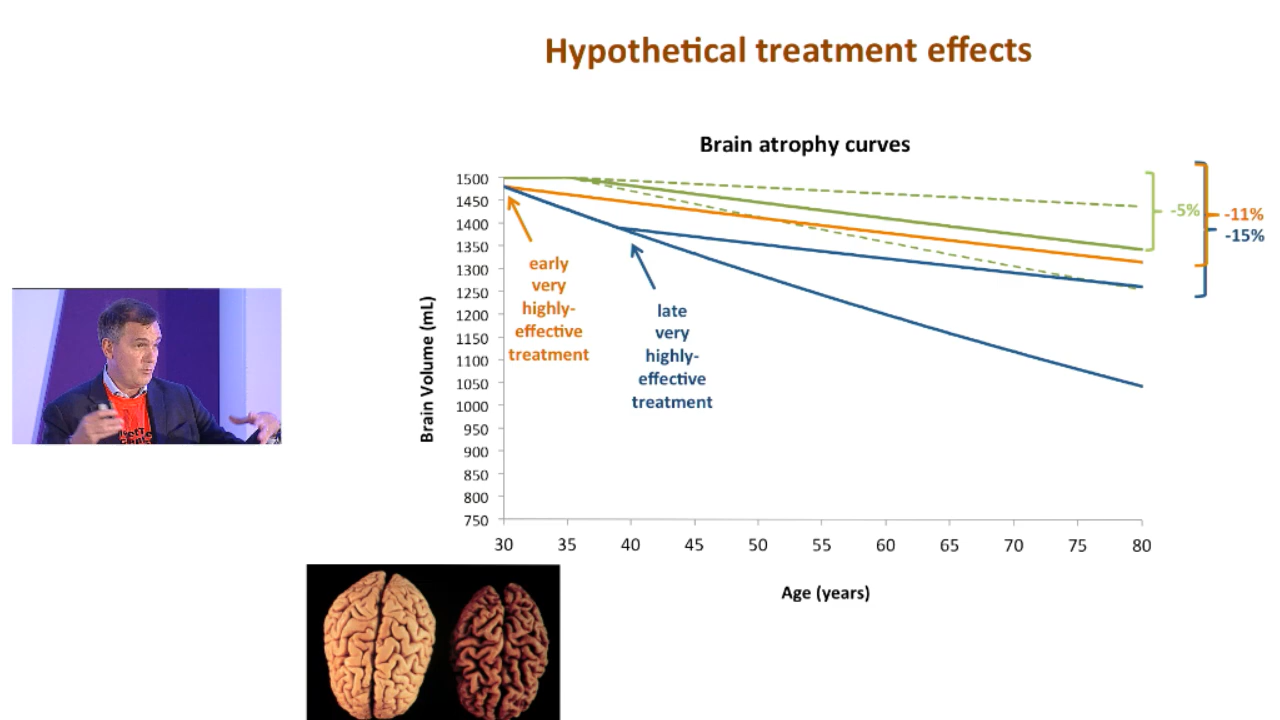 Hypothetical treatment effects
Brain atrophy curves
1500
1450
1400
1350
1300
1250
1200
1150
1100
1050
1000
950
900
850
800
750
Brain Volume (mL)
30 35 40 45 50 55 60 65 70 75 80
Age (years)
early
very
highly-
effective
treatment
late
very
highly-
effective
treatment
-5%
-11%
-15%